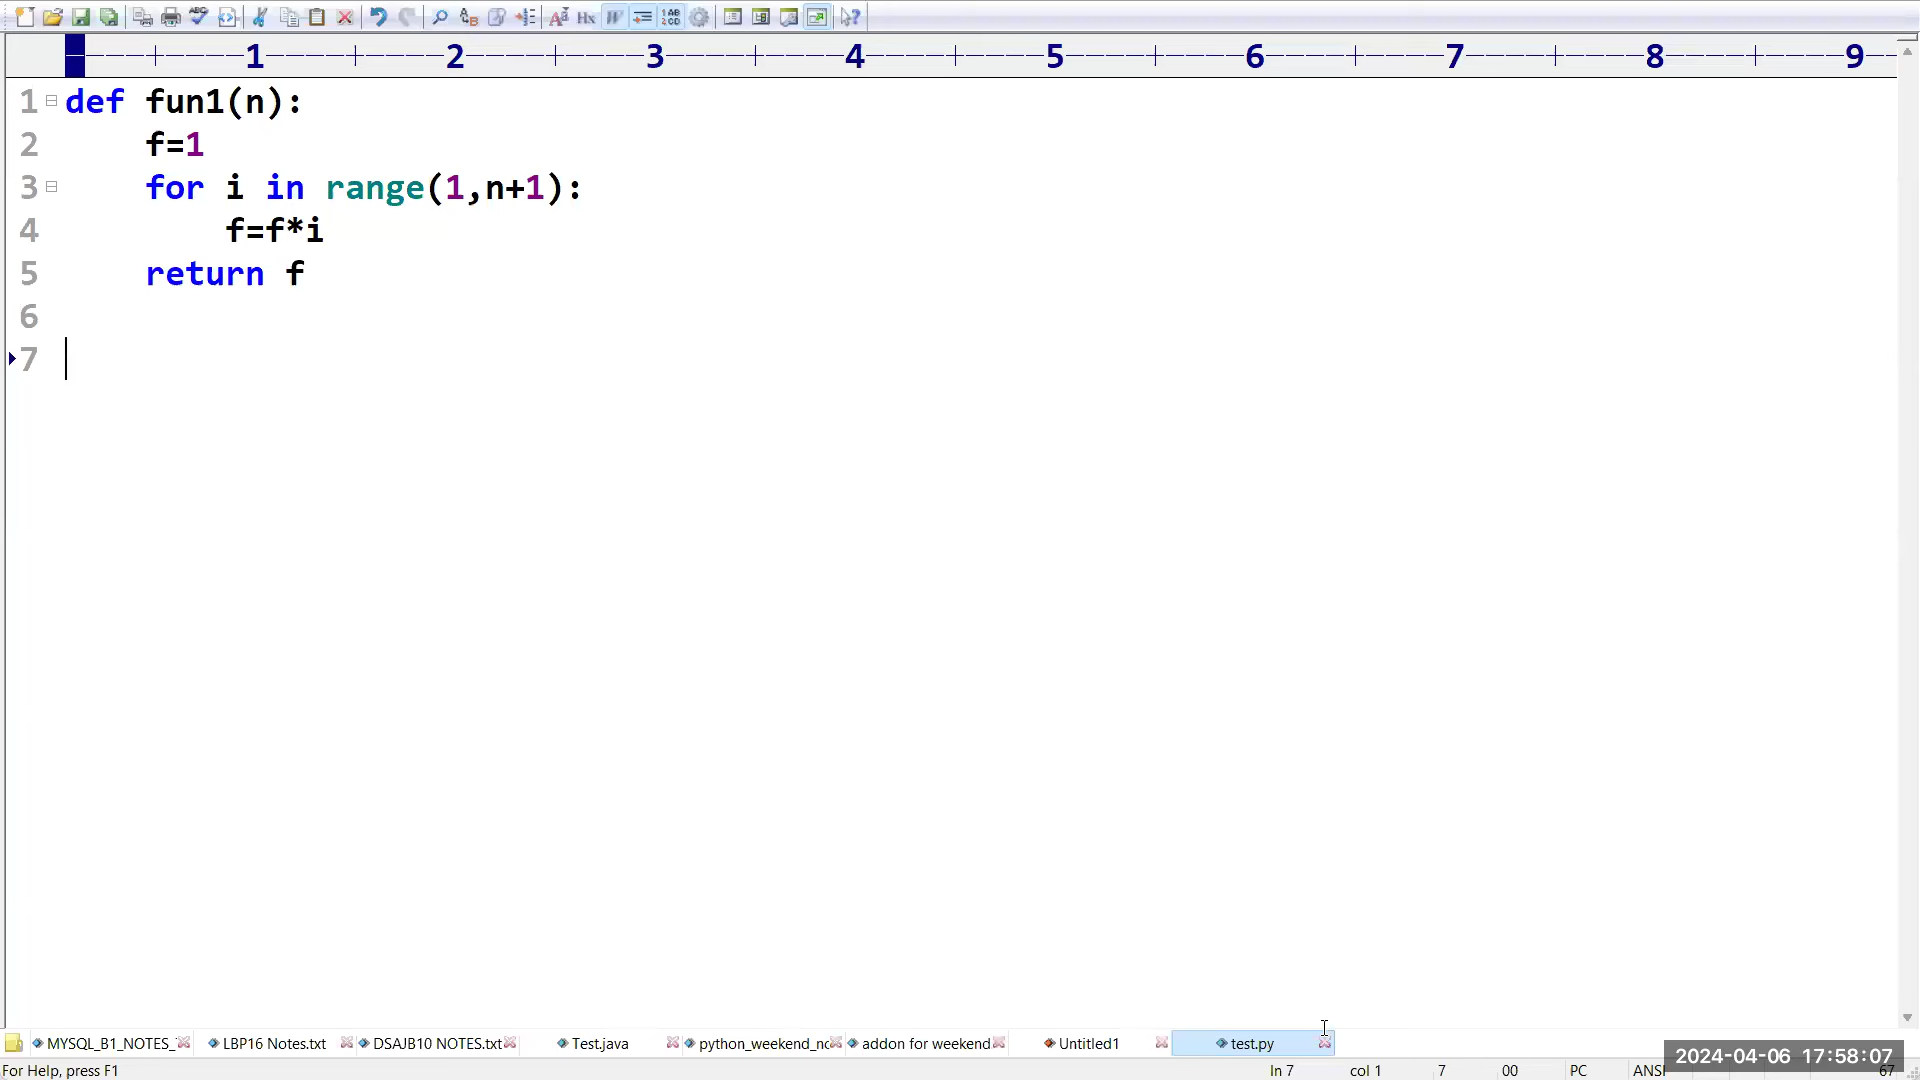 1 2 3 4 5 6 7 8 9
1 def fun1(n):
2 f=1
3 for i in range(1,n+1):
4 f=f*i
5 return f
6
7
MYSQL_B1_NOTES_ LBP16 Notes.txt DSAJB10 NOTES.txt Test.java python_weekend_no addon for weekend Untitled1 test.py
For Help, press F1 ln 7 col 1 7 00 PC ANSI 67
2024-04-06 17:58:07